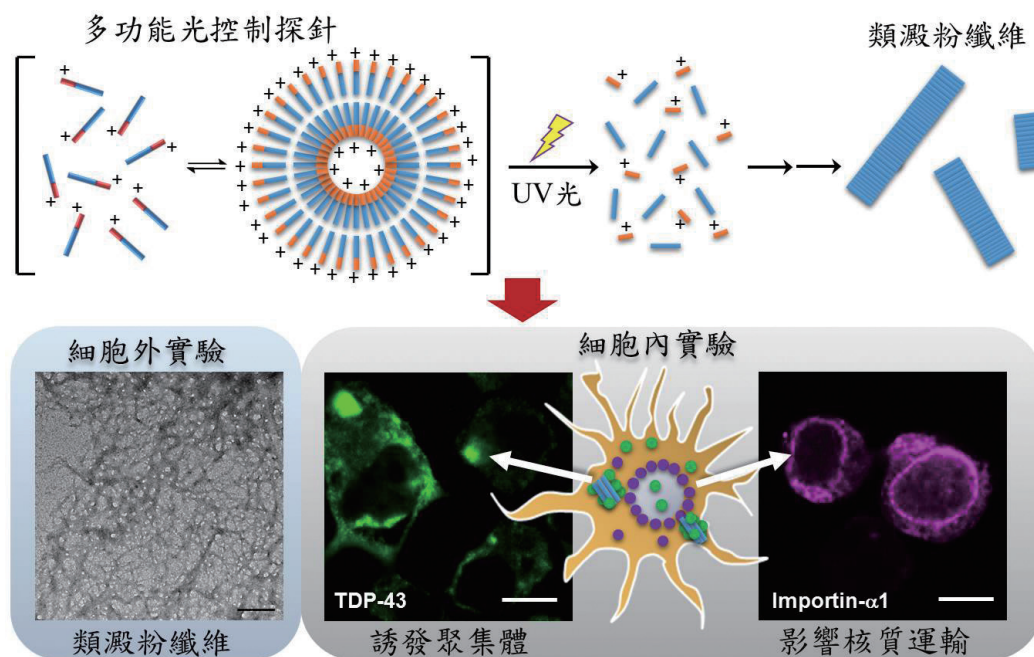 多功能光控制探針
類澱粉纖維
UV光
細胞外實驗
細胞內實驗
TDP-43
Importin-α1
類澱粉纖維
誘發聚集體
影響核質運輸